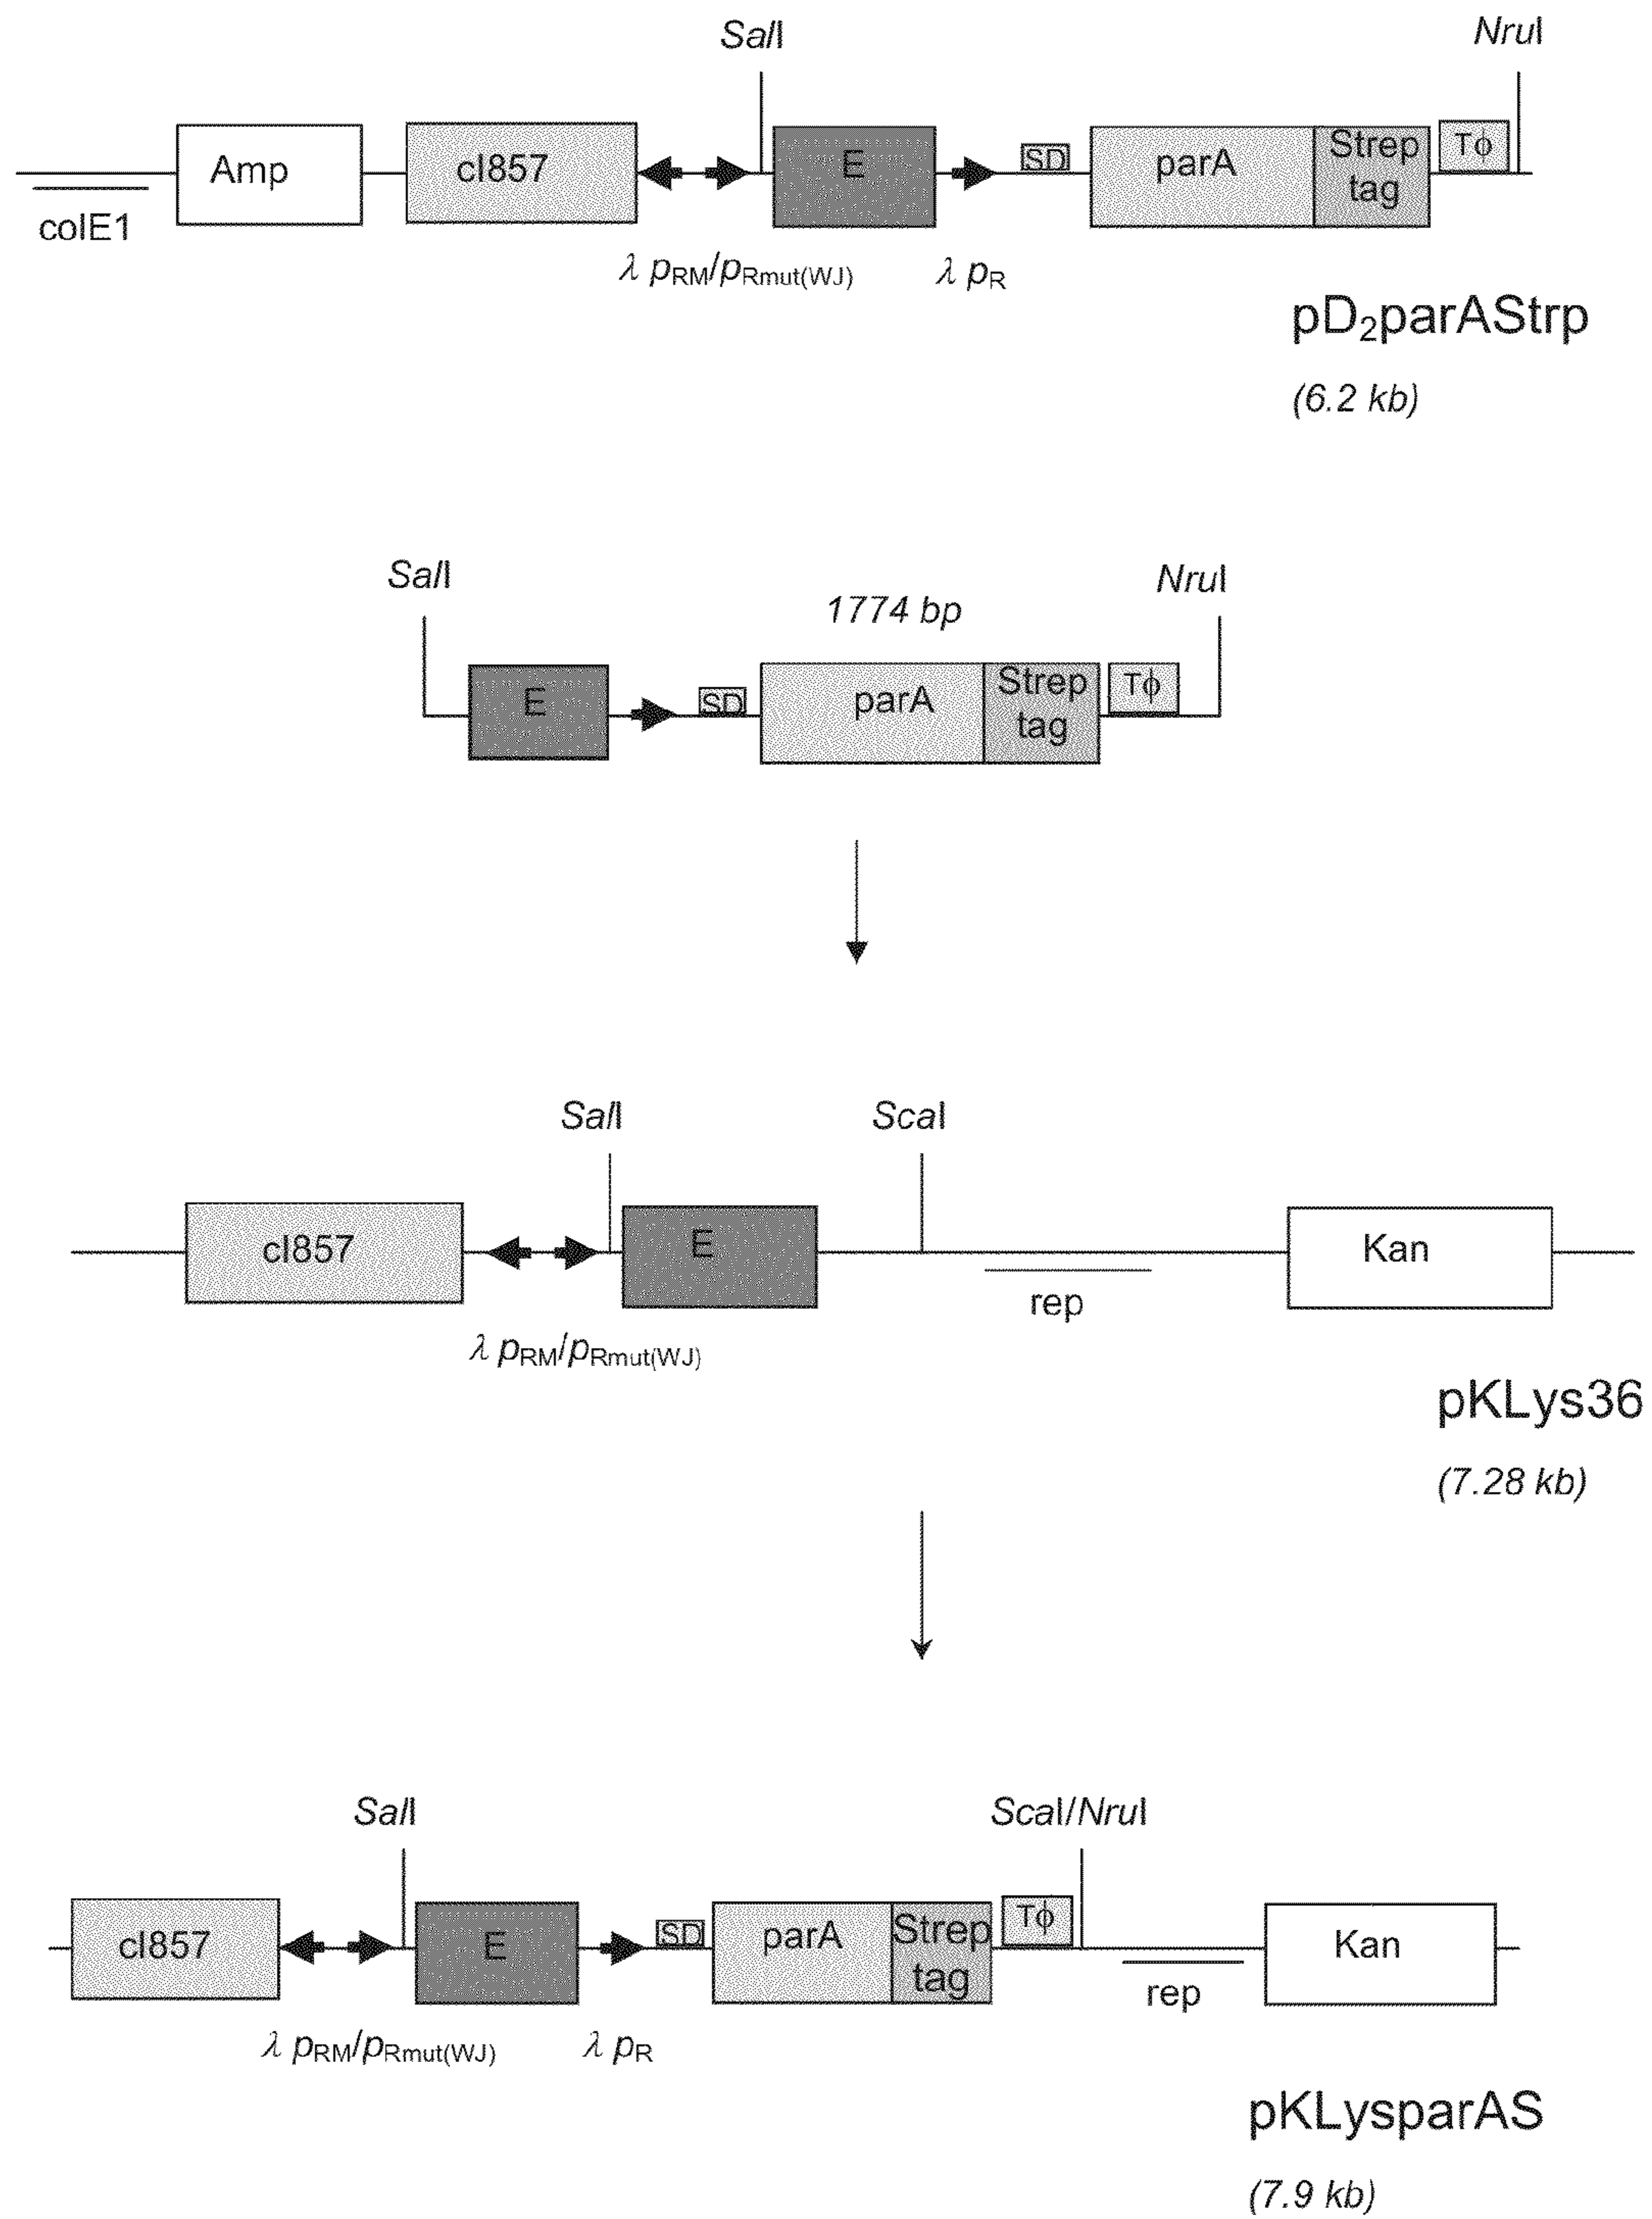 SalI NruI
Amp cI857 E SD parA Strep tag Tϕ
colE1
λ pRM/pRmut(WJ) λ pR
pD2parAStrp
(6.2 kb)
SalI NruI
1774 bp
E SD parA Strep tag Tϕ
SalI ScaI
cI857 E Kan
rep
λ pRM/pRmut(WJ)
pKLys36
(7.28 kb)
SalI ScaI/NruI
cI857 E SD parA Strep tag Tϕ Kan
rep
λ pRM/pRmut(WJ) λ pR
pKLysparAS
(7.9 kb)